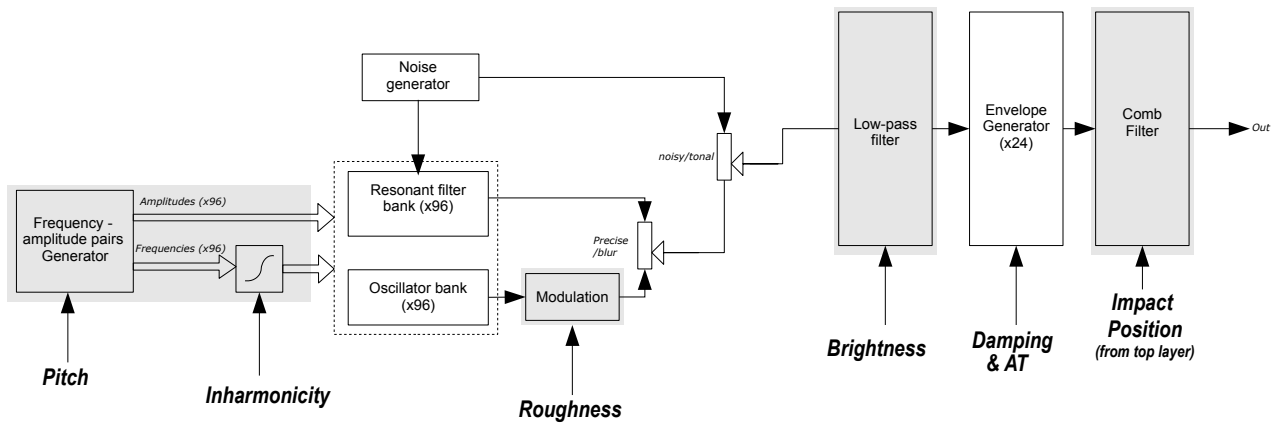 Noise
generator
Low-pass
filter
Envelope
Generator
(x24)
Comb
Filter
Out
noisy/tonal
Amplitudes (x96)
Resonant filter
bank (x96)
Frequency -
amplitude pairs
Generator
Frequencies (x96)
Precise
/blur
Oscillator bank
(x96)
Modulation
Pitch
Inharmonicity
Roughness
Brightness
Damping
& AT
Impact
Position
(from top layer)